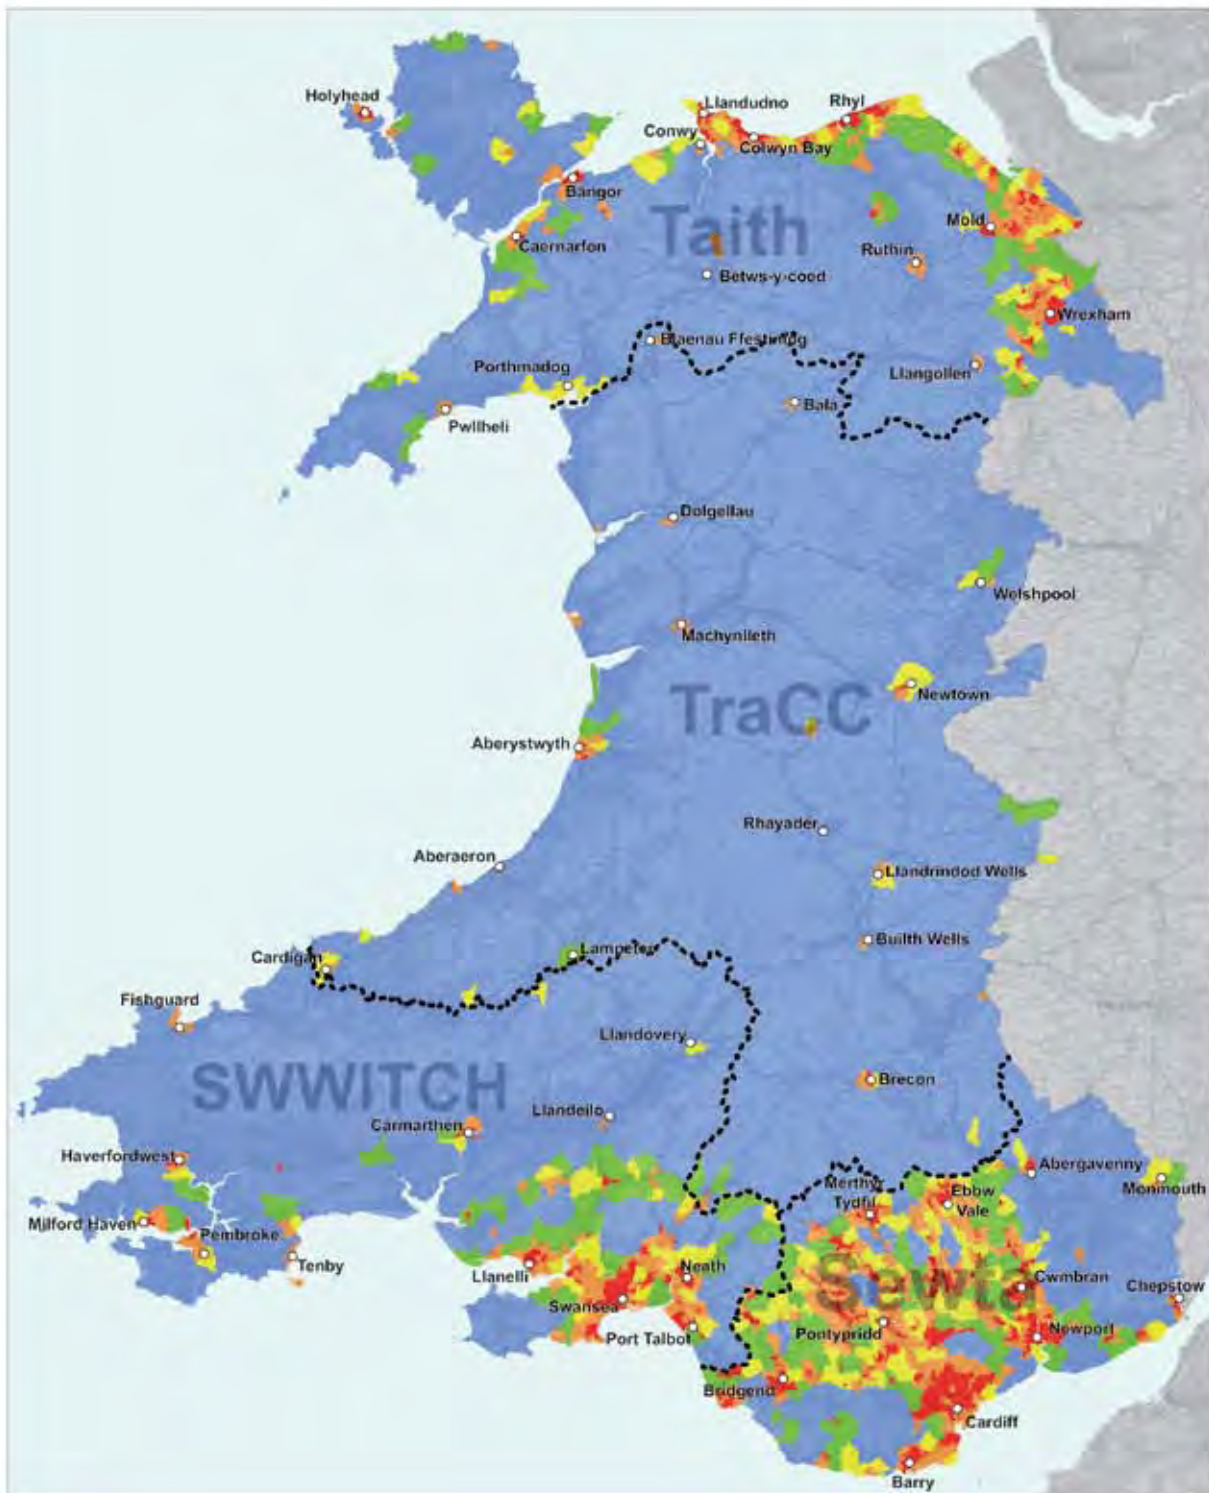 Holyhead
Llandudno
Rhyl
Conwy
Colwyn Bay
Bangor
Taith
Mold
Caernarfon
Ruthin
Betws-y-coed
Wrexham
Blaenau Ffestiniog
Porthmadog
Llangollen
Bala
Pwllheli
Dolgellau
Welshpool
Machynlleth
Newtown
TraCC
Aberystwyth
Rhayader
Aberaeron
Llandrindod Wells
Builth Wells
Lampeter
Cardigan
Fishguard
Llandovery
SWWITCH
Brecon
Llandeilo
Carmarthen
Haverfordwest
Abergavenny
Merthyr
Tydfil
Ebbw
Vale
Monmouth
Milford Haven
Pembroke
Tenby
Neath
Llanelli
Sewta
Cwmbran
Chepstow
Swansea
Port Talbot
Pontypridd
Newport
Bridgend
Cardiff
Barry